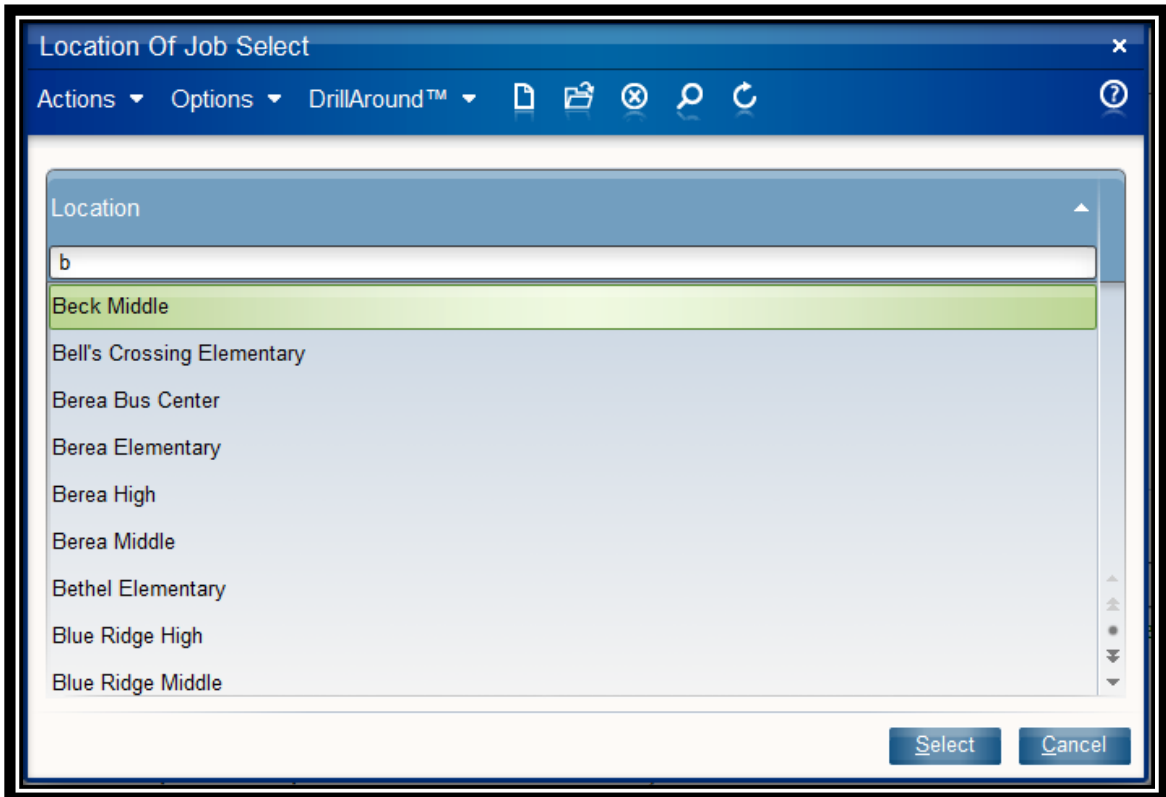 Location Of Job Select
Actions Options DrillAround™
Location
b
Beck Middle
Bell's Crossing Elementary
Berea Bus Center
Berea Elementary
Berea High
Berea Middle
Bethel Elementary
Blue Ridge High
Blue Ridge Middle
Select Cancel